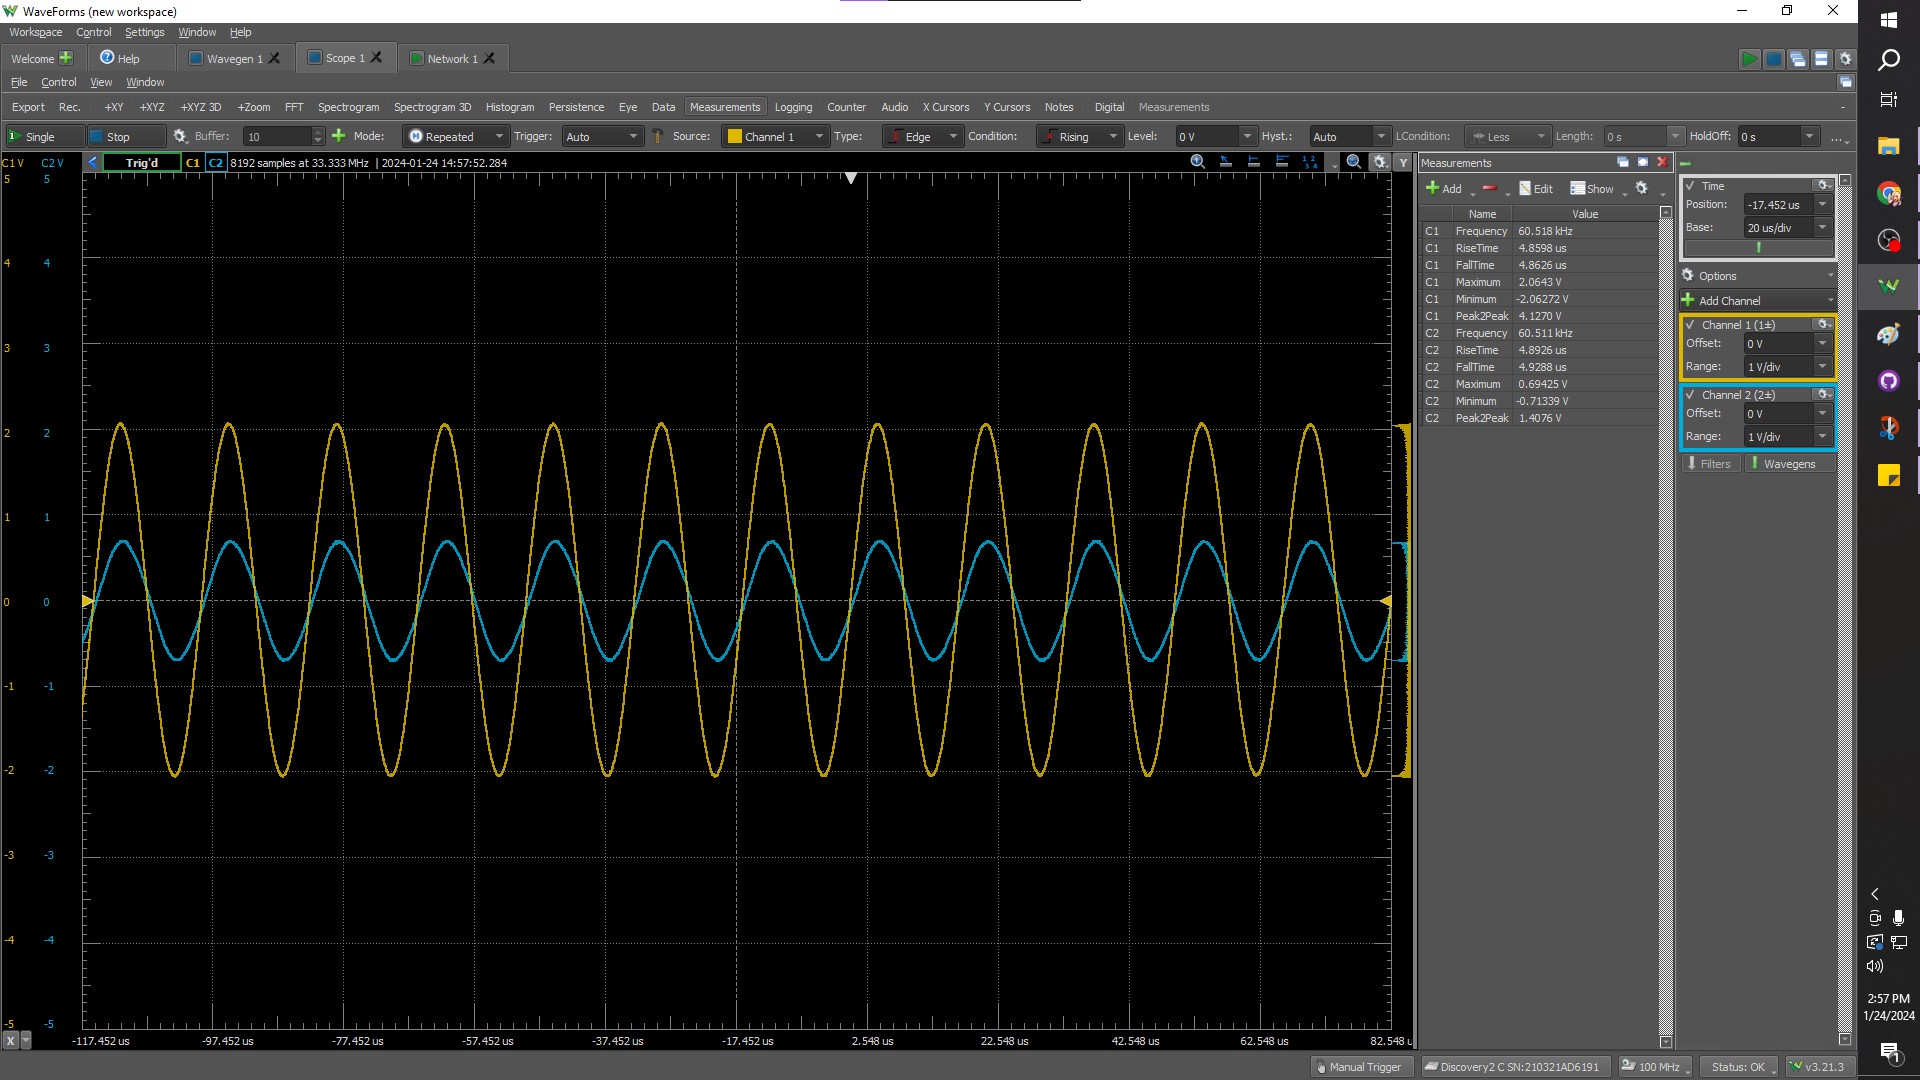 WaveForms (new workspace)
Workspace Control Settings Window Help
Welcome Help Wavegen 1 Scope 1 Network 1
File Control View Window
Export Rec. +XY +XYZ +XYZ 3D +Zoom FFT Spectrogram Spectrogram 3D Histogram Persistence Eye Data Measurements Logging Counter Audio X Cursors Y Cursors Notes Digital Measurements -
Single Stop Buffer: 10 Mode: Repeated Trigger: Auto Source: Channel 1 Type: Edge Condition: Rising Level: 0 V Hyst.: Auto LCondition: Less Length: 0 s HoldOff: 0 s ...
C1 V C2 V Trig'd C1 C2 8192 samples at 33.333 MHz | 2024-01-24 14:57:52.284 Y
5 5
4 4
3 3
2 2
1 1
0 0
-1 -1
-2 -2
-3 -3
-4 -4
-5 -5
X -117.452 us -97.452 us -77.452 us -57.452 us -37.452 us -17.452 us 2.548 us 22.548 us 42.548 us 62.548 us 82.548 u
Measurements
Add Edit Show
Name Value
C1 Frequency 60.518 kHz
C1 RiseTime 4.8598 us
C1 FallTime 4.8626 us
C1 Maximum 2.0643 V
C1 Minimum -2.06272 V
C1 Peak2Peak 4.1270 V
C2 Frequency 60.511 kHz
C2 RiseTime 4.8926 us
C2 FallTime 4.9288 us
C2 Maximum 0.69425 V
C2 Minimum -0.71339 V
C2 Peak2Peak 1.4076 V
Time
Position: -17.452 us
Base: 20 us/div
Options
Add Channel
Channel 1 (1±)
Offset: 0 V
Range: 1 V/div
Channel 2 (2±)
Offset: 0 V
Range: 1 V/div
Filters Wavegens
Manual Trigger Discovery2 C SN:210321AD6191 100 MHz Status: OK v3.21.3
2:57 PM
1/24/2024
1